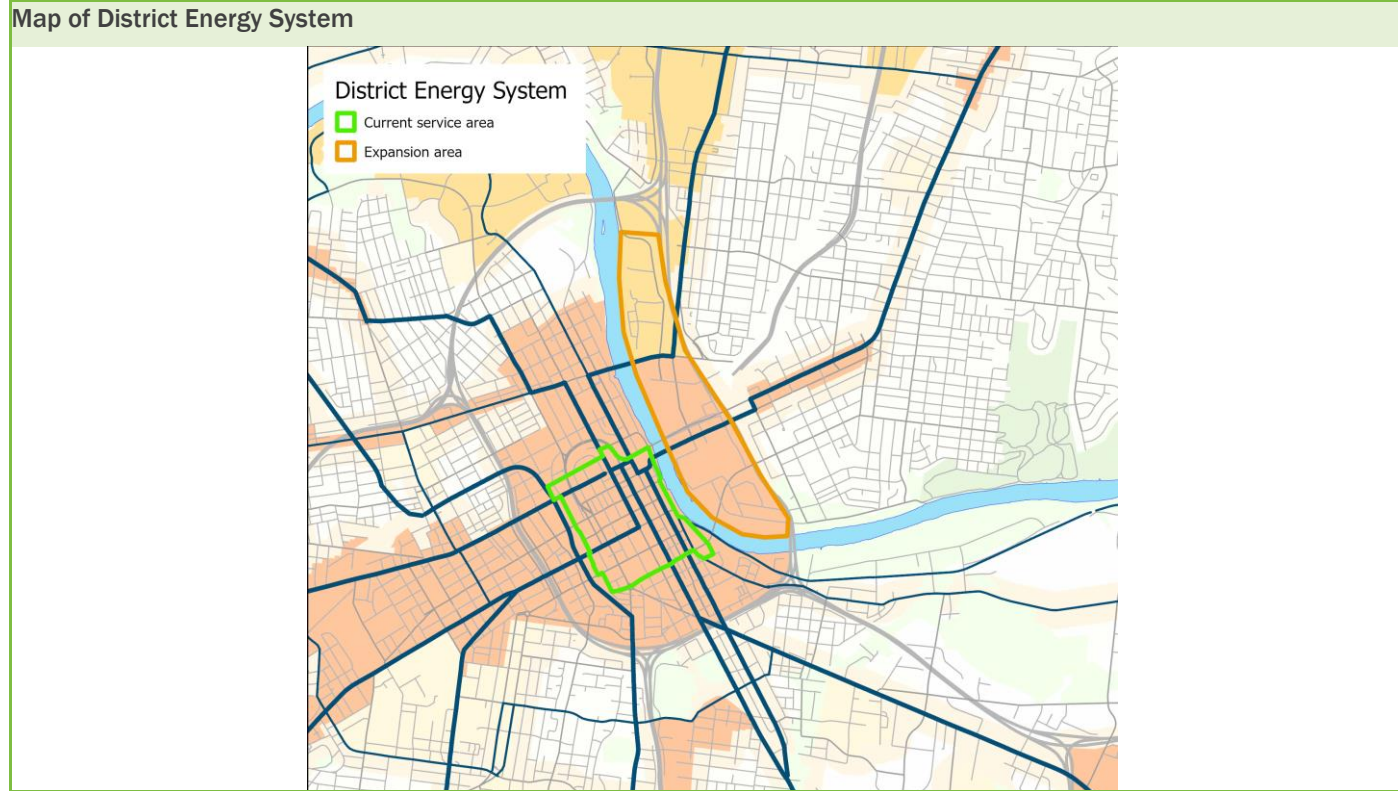 Map of District Energy System
District Energy System
Current service area
Expansion area